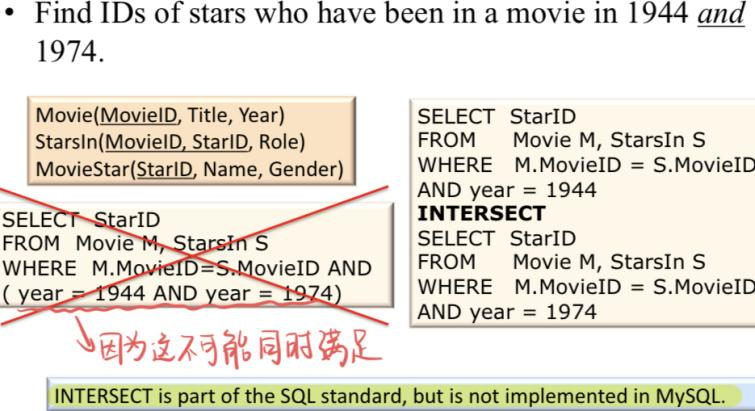 • Find IDs of stars who have been in a movie in 1944 and
1974.
Movie(MovieID, Title, Year)
StarsIn(MovieID, StarID, Role)
MovieStar(StarID, Name, Gender)
SELECT StarID
FROM Movie M, StarsIn S
WHERE M.MovieID=S.MovieID AND
( year = 1944 AND year = 1974)
因为这不可能同时满足
SELECT StarID
FROM Movie M, StarsIn S
WHERE M.MovieID = S.MovieID
AND year = 1944
INTERSECT
SELECT StarID
FROM Movie M, StarsIn S
WHERE M.MovieID = S.MovieID
AND year = 1974
INTERSECT is part of the SQL standard, but is not implemented in MySQL.